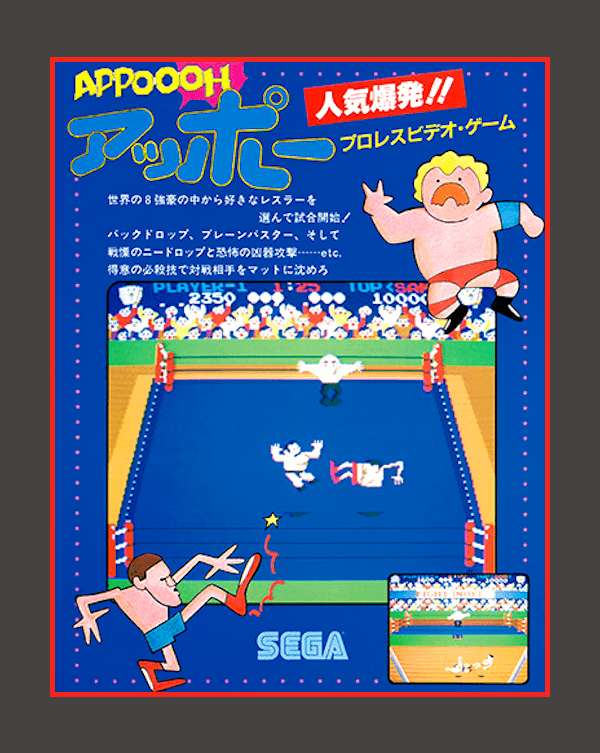 APPOOOH
アッポー
人気爆発!!
プロレスビデオ・ゲーム
世界の8強豪の中から好きなレスラーを
選んで試合開始!
バックドロップ、ブレーンバスター、そして
戦慄のニードロップと恐怖の凶器攻撃……etc.
得意の必殺技で対戦相手をマットに沈めろ
PLAYER-1 1:25 TOP
2350
SEGA